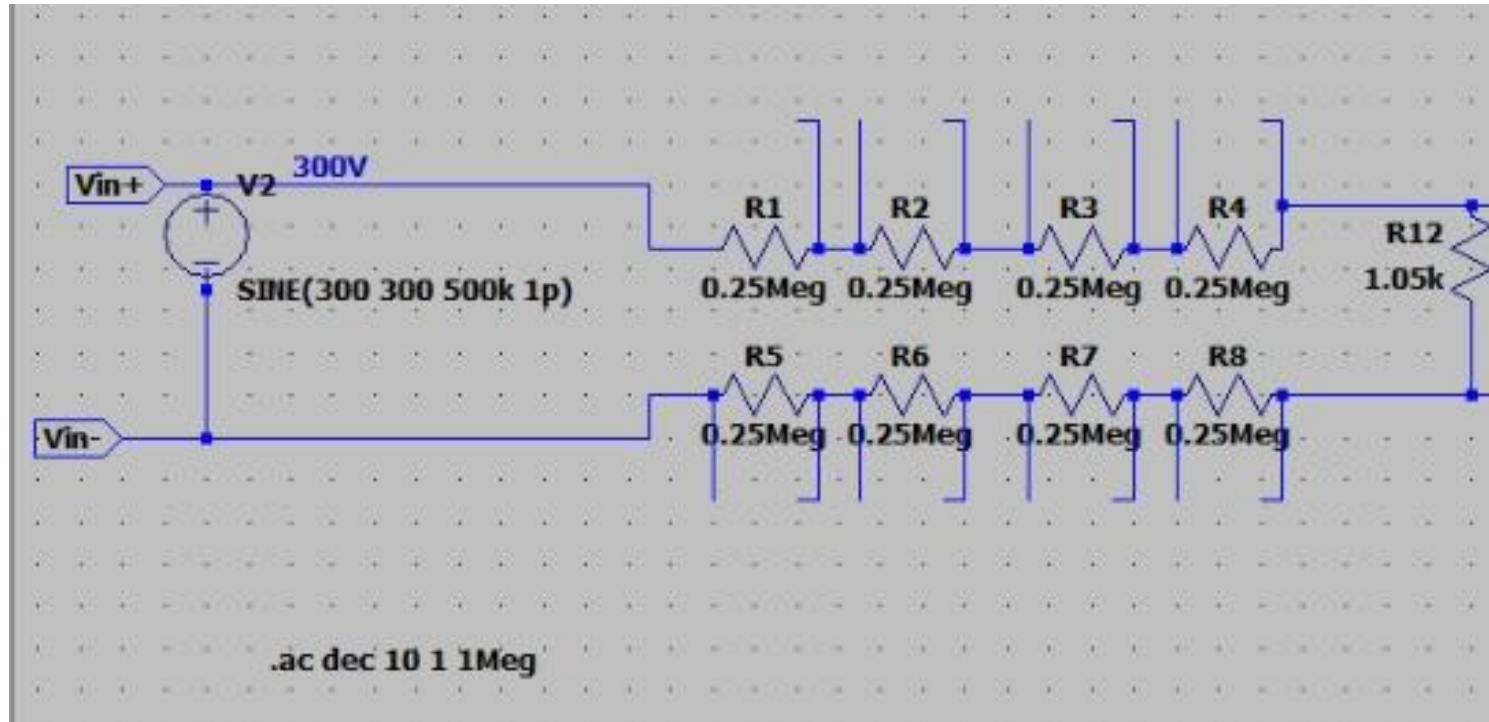 300V
Vin+
V2
R1 R2 R3 R4
R12
1.05k
SINE(300 300 500k 1p)
0.25Meg 0.25Meg 0.25Meg 0.25Meg
R5 R6 R7 R8
Vin-
0.25Meg 0.25Meg 0.25Meg 0.25Meg
.ac dec 10 1 1Meg